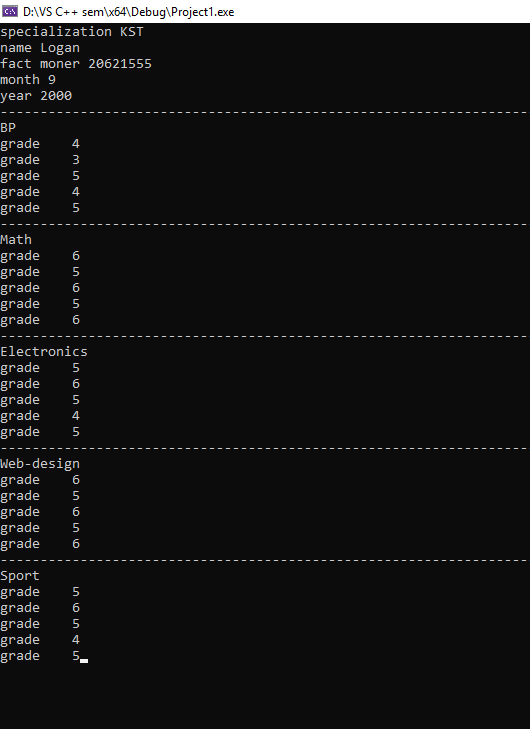 D:\VS C++ sem\x64\Debug\Project1.exe
specialization KST
name Logan
fact moner 20621555
month 9
year 2000
------------------------------------------------------------------
BP
grade    4
grade    3
grade    5
grade    4
grade    5
------------------------------------------------------------------
Math
grade    6
grade    5
grade    6
grade    5
grade    6
------------------------------------------------------------------
Electronics
grade    5
grade    6
grade    5
grade    4
grade    5
------------------------------------------------------------------
Web-design
grade    6
grade    5
grade    6
grade    5
grade    6
------------------------------------------------------------------
Sport
grade    5
grade    6
grade    5
grade    4
grade    5